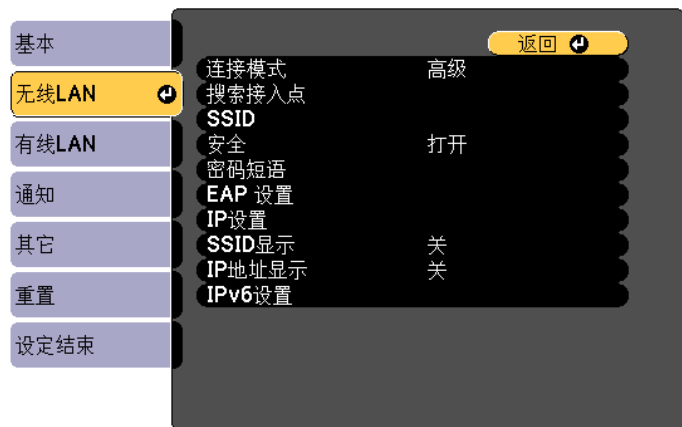 基本
无线LAN
有线LAN
通知
其它
重置
设定结束
返回
连接模式 高级
搜索接入点
SSID
安全 打开
密码短语
EAP 设置
IP设置
SSID显示 关
IP地址显示 关
IPv6设置